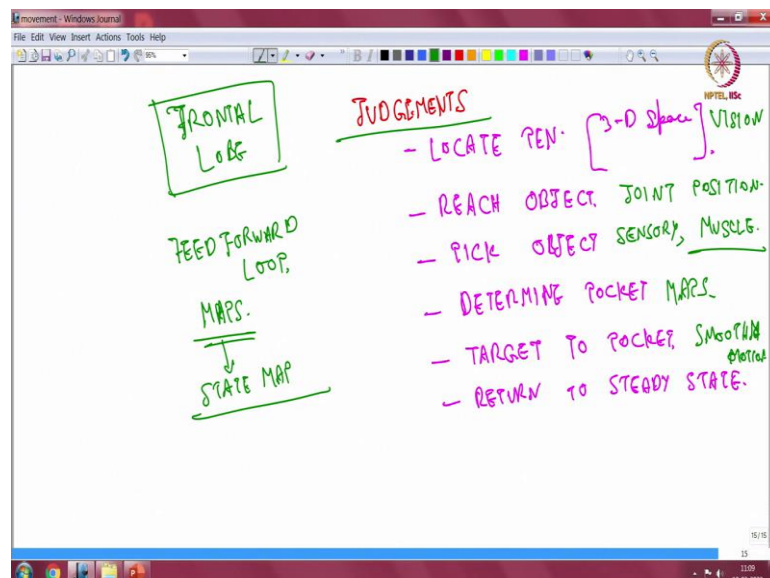 movement - Windows Journal
File Edit View Insert Actions Tools Help
95%
NPTEL, IISc
FRONTAL
LOBE
FEED FORWARD
LOOP,
MAPS.
STATE MAP
JUDGEMENTS
- LOCATE PEN. [3-D Space] VISION
- REACH OBJECT. JOINT POSITION.
- PICK OBJECT SENSORY, MUSCLE.
- DETERMINE POCKET MAPS.
- TARGET TO POCKET. SMOOTH
MOTION
- RETURN TO STEADY STATE.
15/15
15
11:09